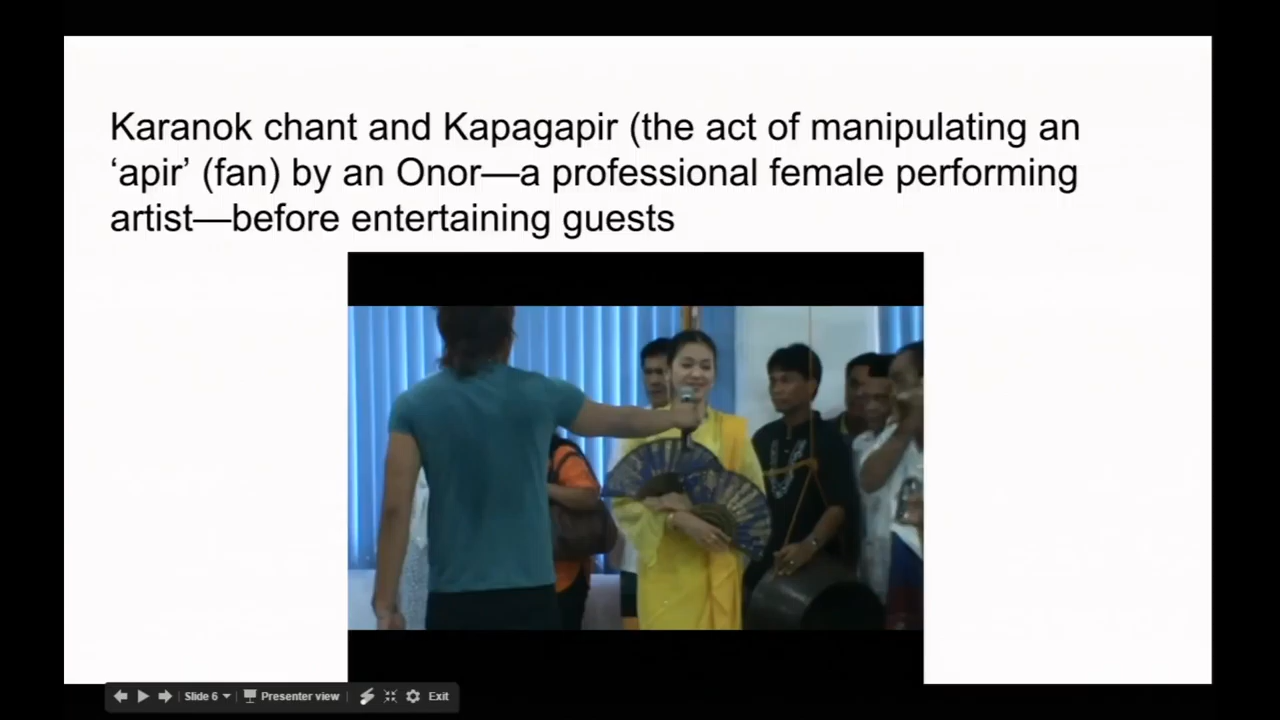 Karanok chant and Kapagapir (the act of manipulating an
‘apir’ (fan) by an Onor—a professional female performing
artist—before entertaining guests
Slide 6
Presenter view
Exit